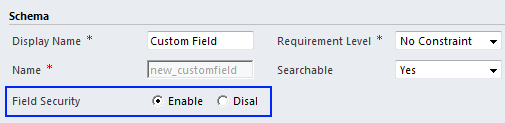 Schema
Display Name * Custom Field Requirement Level * No Constraint
Name * new_customfield Searchable Yes
Field Security Enable Disal